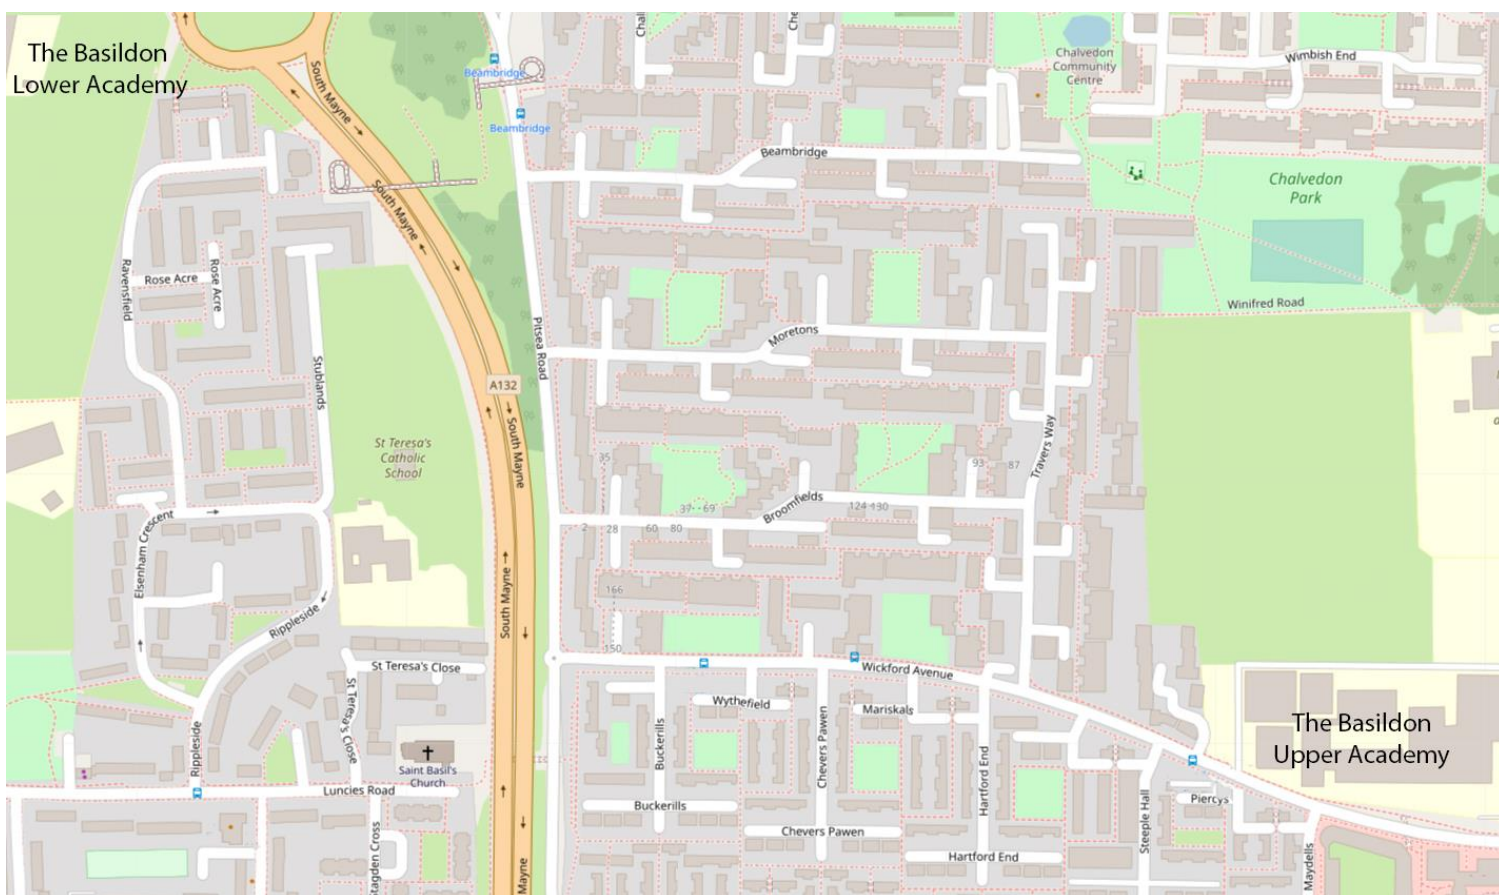 The Basildon
Lower Academy
South Mayne
Beambridge
Beambridge
Chalvedon
Community
Centre
Wimbish End
Beambridge
Chalvedon
Park
South Mayne
Ravensfield
Rose Acre
Rose Acre
Winifred Road
Pitsea Road
Moretons
Stublands
A132
South Mayne
St Teresa's
Catholic
School
Travers Way
35
93
87
Elsenham Crescent
37 - 69
Broomfields
124-130
2
28
60
80
South Mayne
166
Rippleside
150
St Teresa's Close
Wickford Avenue
St Teresa's Close
Wythefield
Mariskals
Buckerills
Chevers Pawen
The Basildon
Upper Academy
Rippleside
Saint Basil's
Church
Hartford End
Luncies Road
Buckerills
Piercys
Steeple Hall
Chevers Pawen
Ragden Cross
Hartford End
Maydells
Mayne